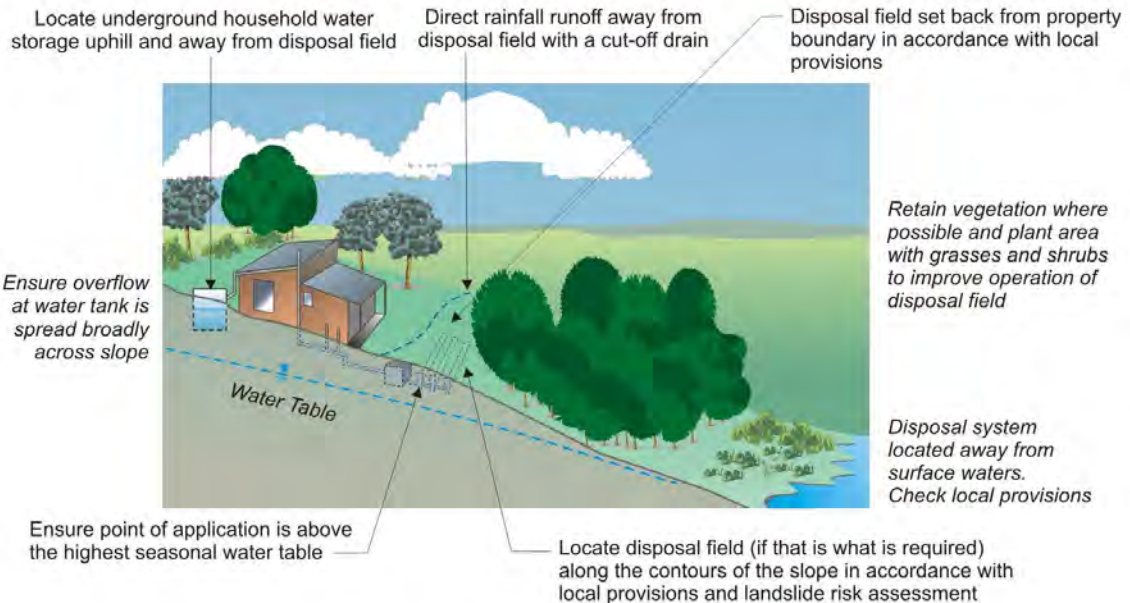 Locate underground household water
storage uphill and away from disposal field
Direct rainfall runoff away from
disposal field with a cut-off drain
Disposal field set back from property
boundary in accordance with local
provisions
Retain vegetation where
possible and plant area
with grasses and shrubs
to improve operation of
disposal field
Ensure overflow
at water tank is
spread broadly
across slope
Water Table
Disposal system
located away from
surface waters.
Check local provisions
Ensure point of application is above
the highest seasonal water table
Locate disposal field (if that is what is required)
along the contours of the slope in accordance with
local provisions and landslide risk assessment